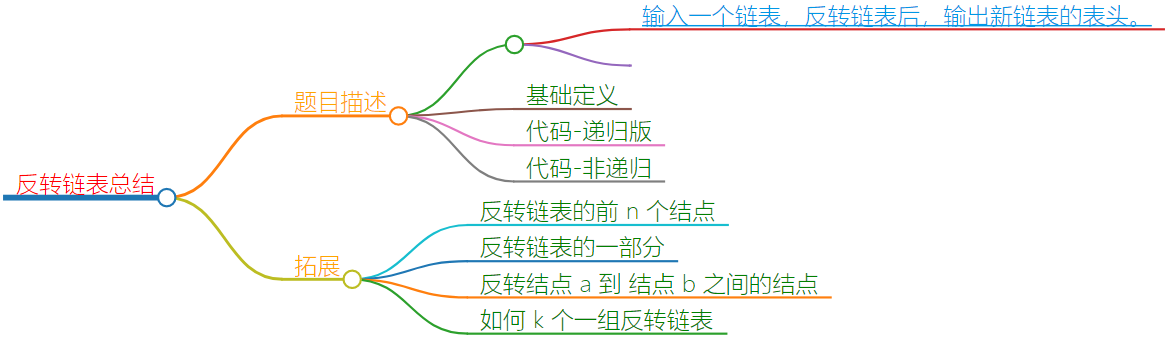 输入一个链表，反转链表后，输出新链表的表头。
题目描述
基础定义
代码-递归版
代码-非递归
反转链表总结
反转链表的前 n 个结点
反转链表的一部分
拓展
反转结点 a 到 结点 b 之间的结点
如何 k 个一组反转链表